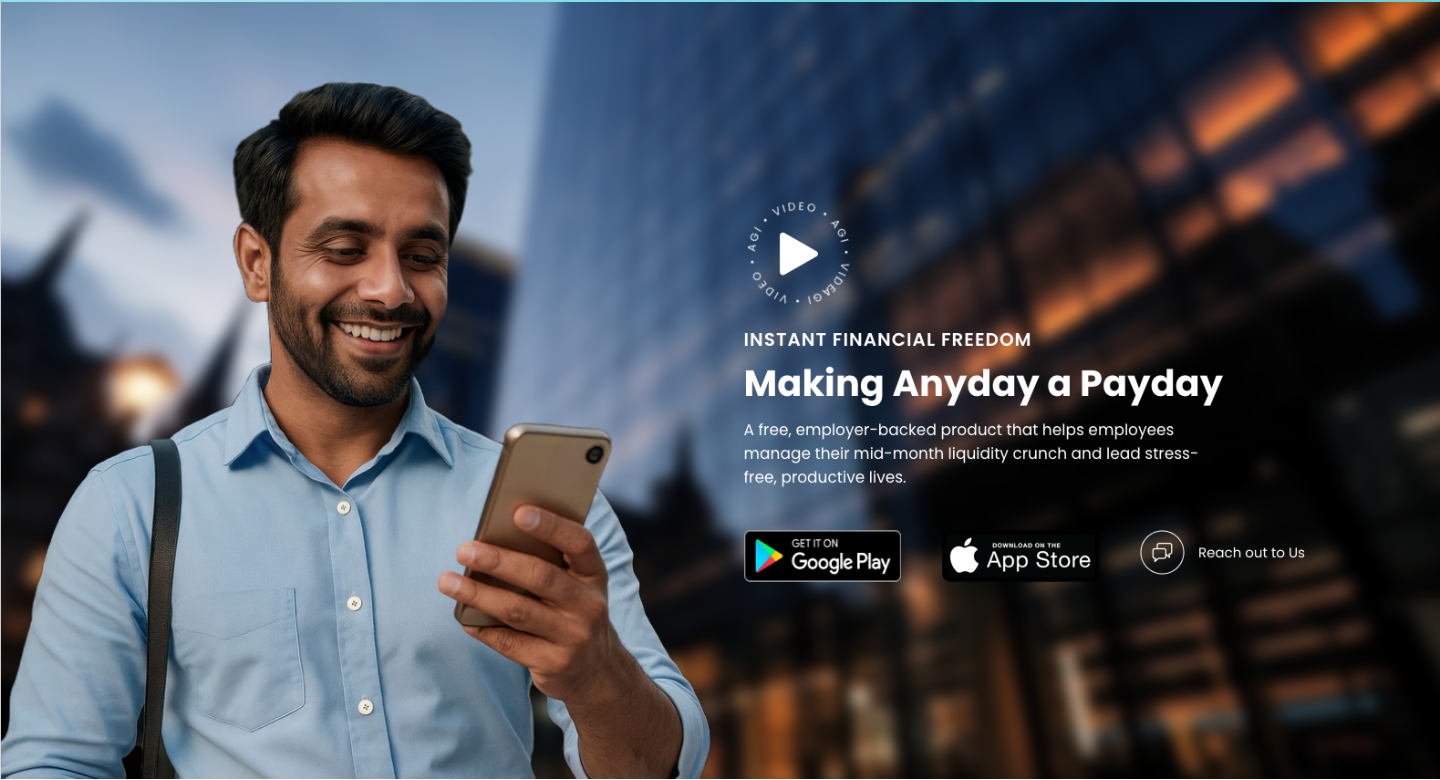 VIDEO • AGI • VIDEAGI • VIDEO • AGI •
INSTANT FINANCIAL FREEDOM
Making Anyday a Payday
A free, employer-backed product that helps employees
manage their mid-month liquidity crunch and lead stress-
free, productive lives.
GET IT ON
Google Play
DOWNLOAD ON THE
App Store
Reach out to Us